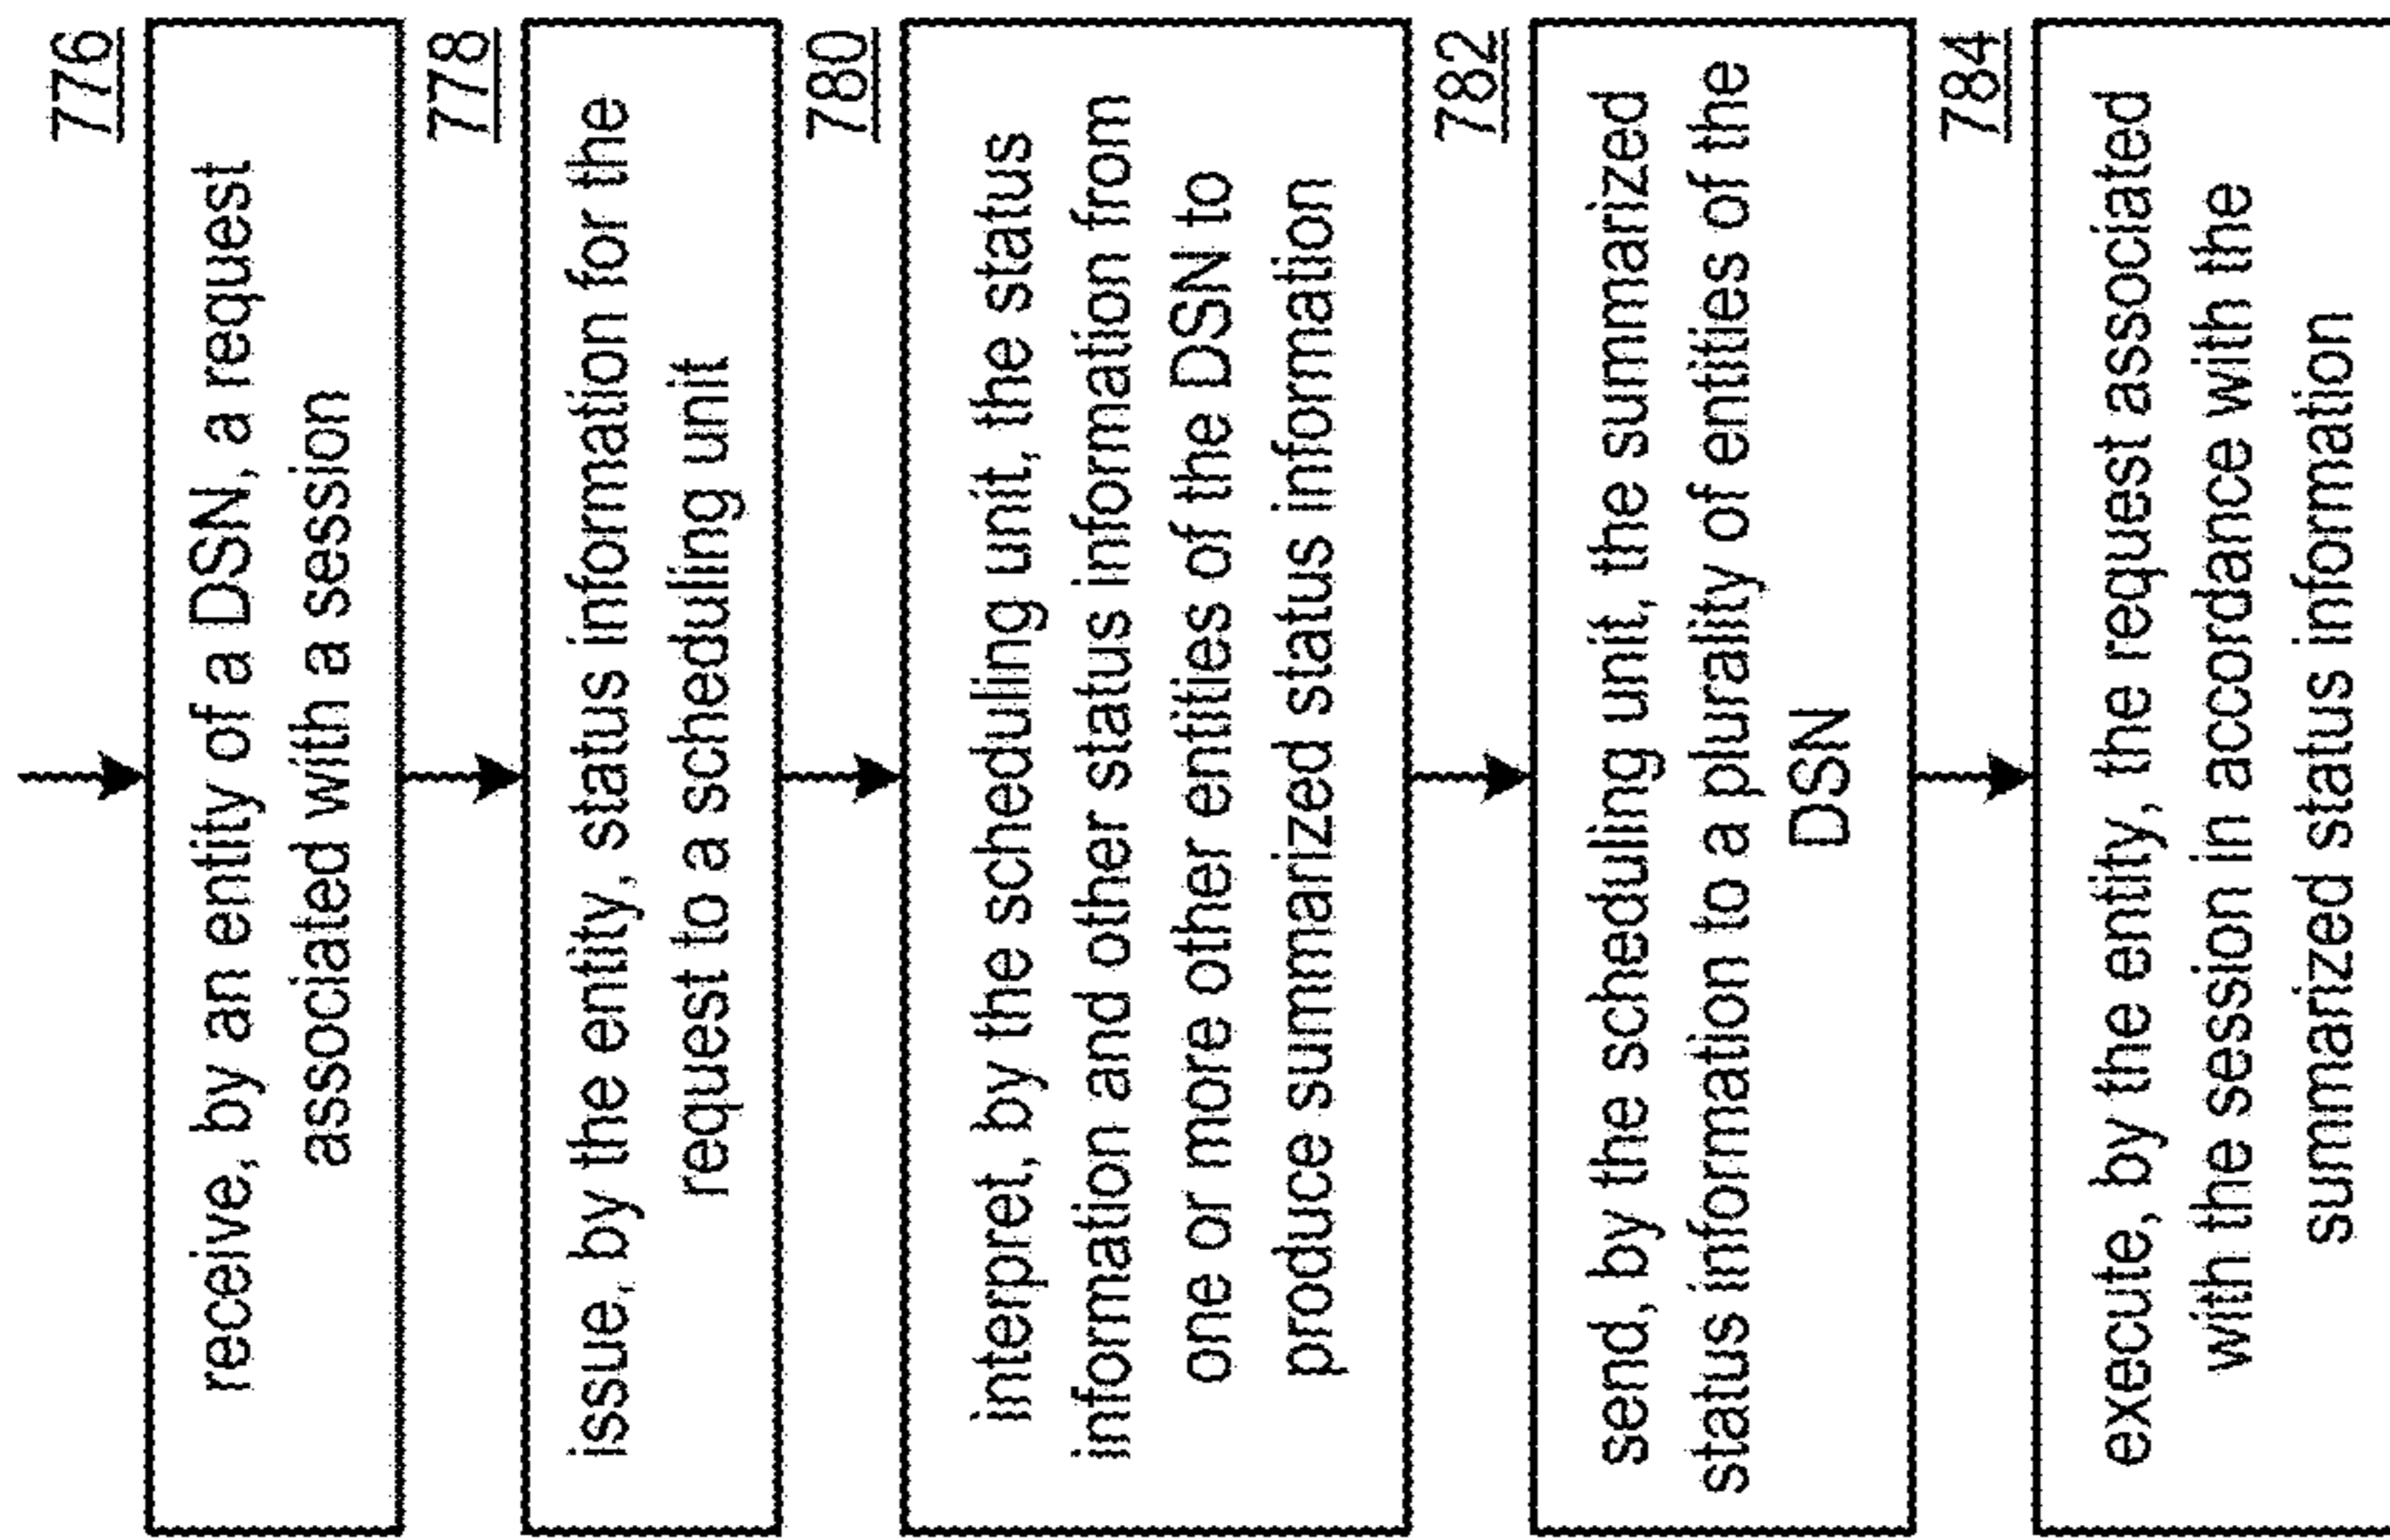 776
receive, by an entity of a DSN, a request
associated with a session
778
issue, by the entity, status information for the
request to a scheduling unit
780
interpret, by the scheduling unit, the status
information and other status information from
one or more other entities of the DSN to
produce summarized status information
782
send, by the scheduling unit, the summarized
status information to a plurality of entities of the
DSN
784
execute, by the entity, the request associated
with the session in accordance with the
summarized status information